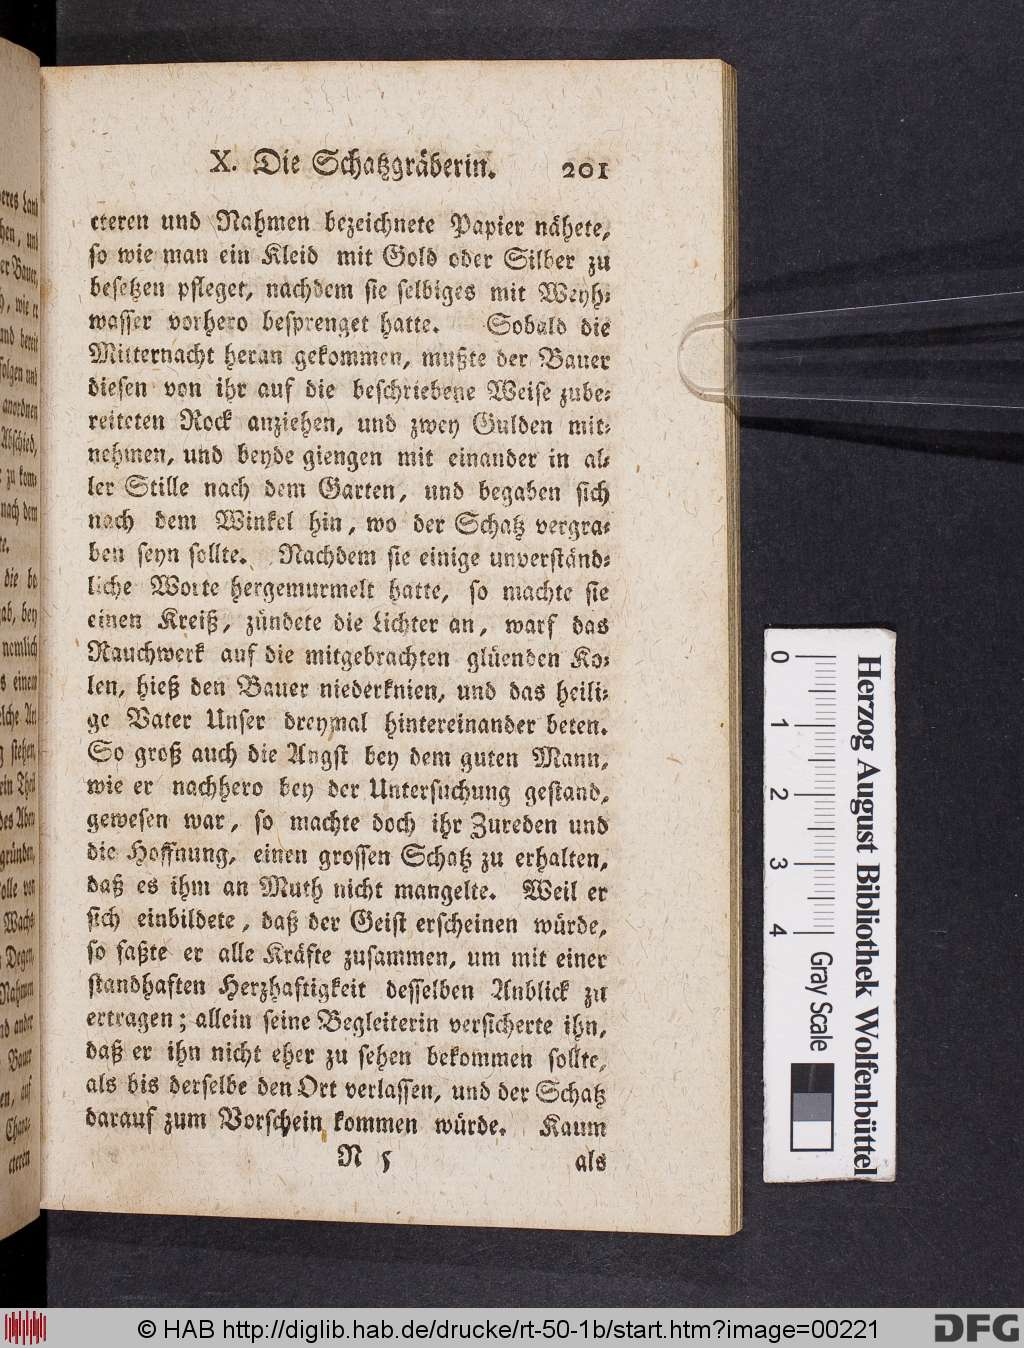 X. Die Schatzgräberin. 201
cteren und Nahmen bezeichnete Papier nähete,
so wie man ein Kleid mit Gold oder Silber zu
besetzen pfleget, nachdem sie selbiges mit Weyh-
wasser vorhero besprenget hatte. Sobald die
Mitternacht heran gekommen, mußte der Bauer
diesen von ihr auf die beschriebene Weise zube-
reiteten Rock anziehen, und zwey Gulden mit-
nehmen, und beyde giengen mit einander in al-
ler Stille nach dem Garten, und begaben sich
nach dem Winkel hin, wo der Schatz vergra-
ben seyn sollte. Nachdem sie einige unverständ-
liche Worte hergemurmelt hatte, so machte sie
einen Kreiß, zündete die Lichter an, warf das
Rauchwerk auf die mitgebrachten glüenden Ko-
len, hieß den Bauer niederknien, und das heili-
ge Vater Unser dreymal hintereinander beten.
So groß auch die Angst bey dem guten Mann,
wie er nachhero bey der Untersuchung gestand,
gewesen war, so machte doch ihr Zureden und
die Hoffnung, einen grossen Schatz zu erhalten,
daß es ihm an Muth nicht mangelte. Weil er
sich einbildete, daß der Geist erscheinen würde,
so faßte er alle Kräfte zusammen, um mit einer
standhaften Herzhaftigkeit desselben Anblick zu
ertragen; allein seine Begleiterin versicherte ihn,
daß er ihn nicht eher zu sehen bekommen sollte,
als bis derselbe den Ort verlassen, und der Schatz
darauf zum Vorschein kommen würde. Kaum
N 5 als
Herzog August Bibliothek Wolfenbüttel
0 1 2 3 4 Gray Scale
© HAB http://diglib.hab.de/drucke/rt-50-1b/start.htm?image=00221
DFG